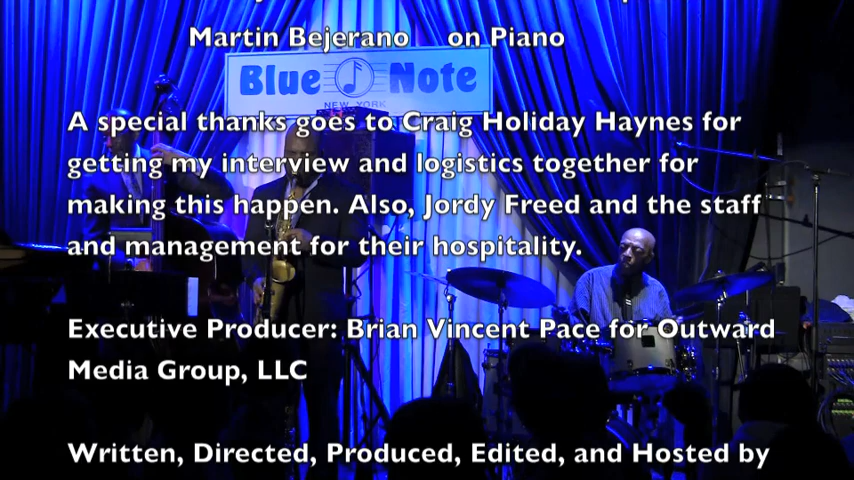 Martin Bejerano on Piano
Blue Note
NEW YORK
A special thanks goes to Craig Holiday Haynes for
getting my interview and logistics together for
making this happen. Also, Jordy Freed and the staff
and management for their hospitality.
Executive Producer: Brian Vincent Pace for Outward
Media Group, LLC
Written, Directed, Produced, Edited, and Hosted by